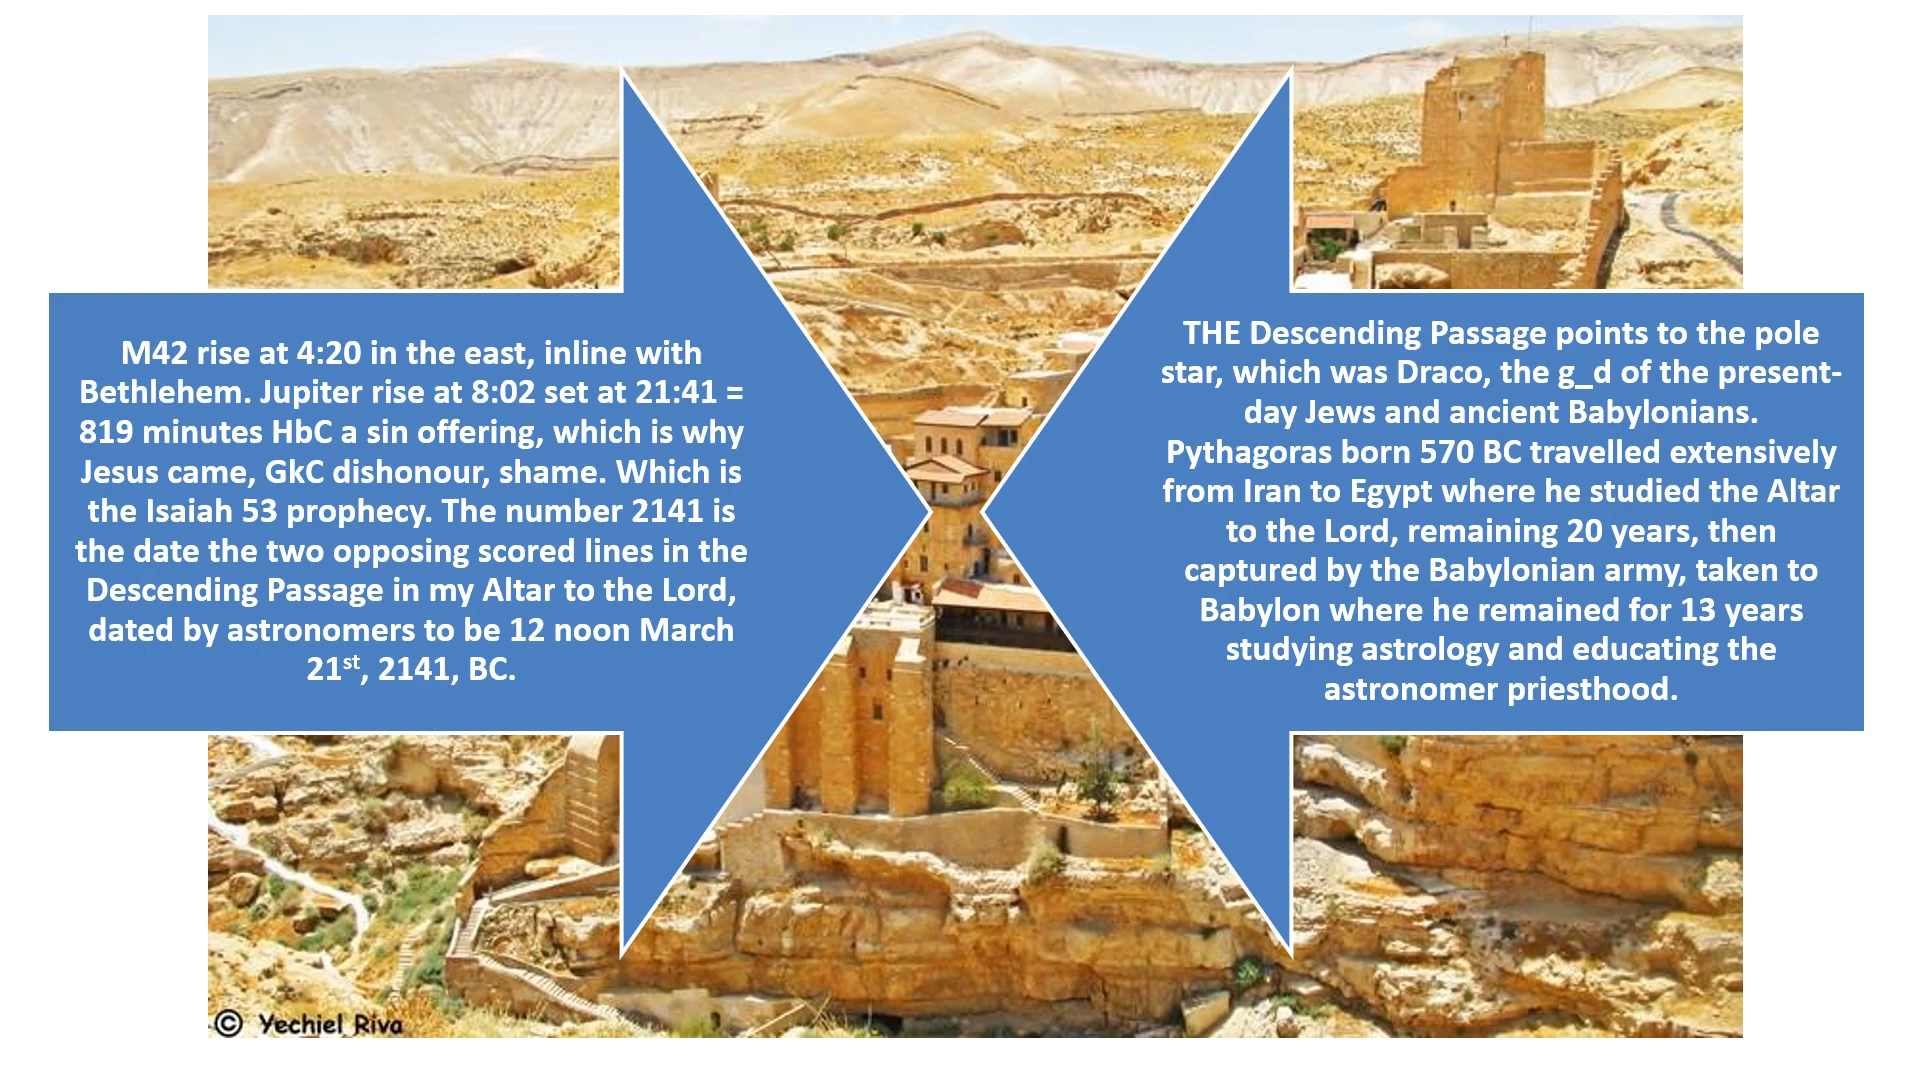 M42 rise at 4:20 in the east, inline with
Bethlehem. Jupiter rise at 8:02 set at 21:41 =
819 minutes HbC a sin offering, which is why
Jesus came, GkC dishonour, shame. Which is
the Isaiah 53 prophecy. The number 2141 is
the date the two opposing scored lines in the
Descending Passage in my Altar to the Lord,
dated by astronomers to be 12 noon March
21st, 2141, BC.
THE Descending Passage points to the pole
star, which was Draco, the g_d of the present-
day Jews and ancient Babylonians.
Pythagoras born 570 BC travelled extensively
from Iran to Egypt where he studied the Altar
to the Lord, remaining 20 years, then
captured by the Babylonian army, taken to
Babylon where he remained for 13 years
studying astrology and educating the
astronomer priesthood.
© Yechiel Riva